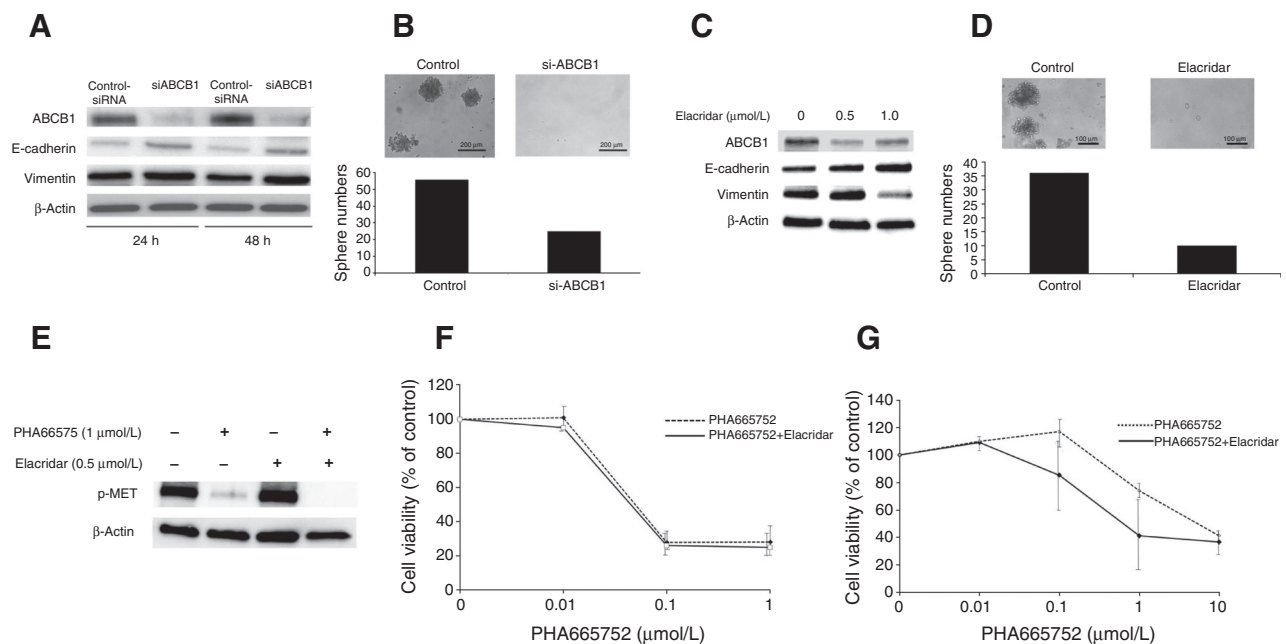 A
Control-
siRNA
siABCB1
Control-
siRNA
siABCB1
ABCB1
E-cadherin
Vimentin
β-Actin
24 h
48 h
B
Control
si-ABCB1
200 μm
200 μm
Sphere numbers
60
50
40
30
20
10
0
Control
si-ABCB1
C
Elacridar (μmol/L)
0
0.5
1.0
ABCB1
E-cadherin
Vimentin
β-Actin
D
Control
Elacridar
100 μm
100 μm
Sphere numbers
40
35
30
25
20
15
10
5
0
Control
Elacridar
E
PHA66575 (1 μmol/L)
– + – +
Elacridar (0.5 μmol/L)
– – + +
p-MET
β-Actin
F
Cell viability (% of control)
120
100
80
60
40
20
0
0
0.01
0.1
1
PHA665752 (μmol/L)
PHA665752
PHA665752+Elacridar
G
Cell viability (% of control)
140
120
100
80
60
40
20
0
0
0.01
0.1
1
10
PHA665752 (μmol/L)
PHA665752
PHA665752+Elacridar